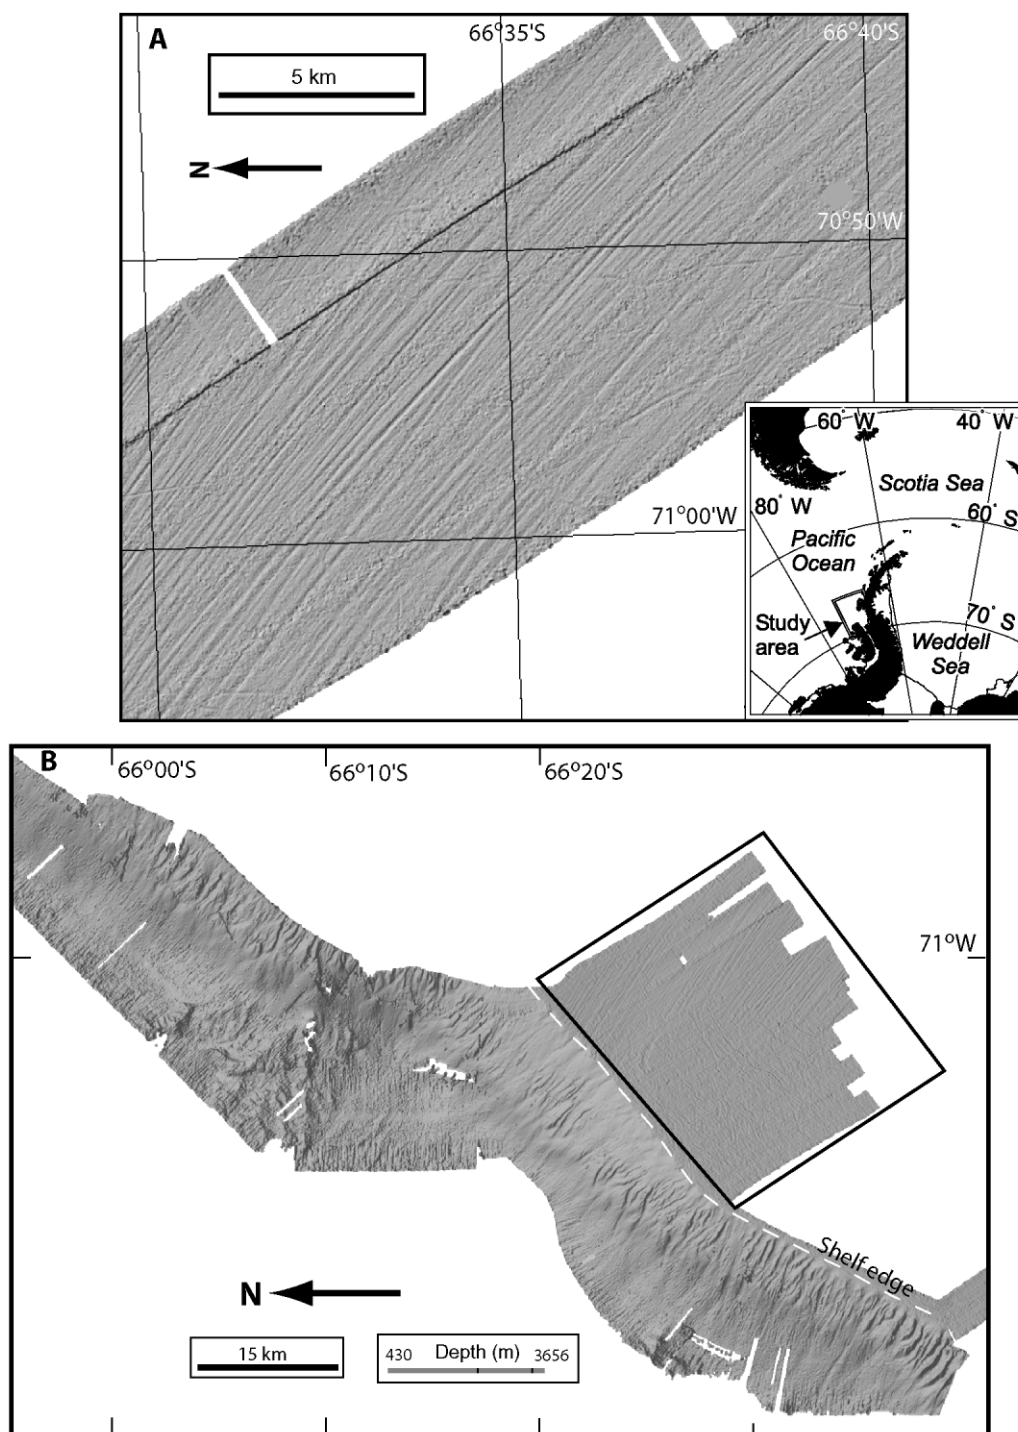 A
66°35'S
66°40'S
5 km
N
70°50'W
71°00'W
60° W
40° W
Scotia Sea
80° W
60° S
Pacific
Ocean
Study
area
70° S
Weddell
Sea
B
66°00'S
66°10'S
66°20'S
71°W
Shelf edge
N
15 km
430 Depth (m) 3656